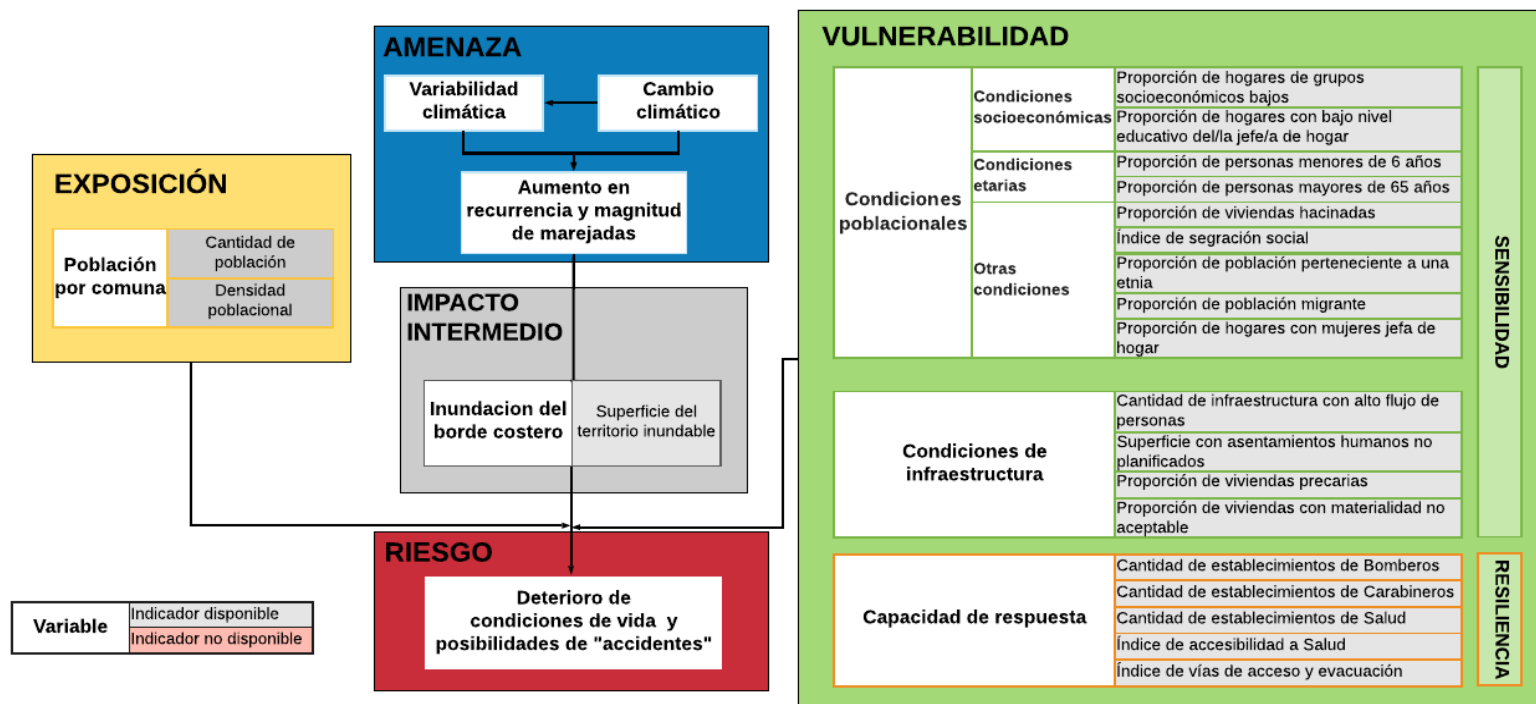 EXPOSICIÓN
Población
por comuna
Cantidad de
población
Densidad
poblacional
AMENAZA
Variabilidad
climática
Cambio
climático
Aumento en
recurrencia y magnitud
de marejadas
IMPACTO
INTERMEDIO
Inundacion del
borde costero
Superficie del
territorio inundable
RIESGO
Deterioro de
condiciones de vida y
posibilidades de "accidentes"
Variable
Indicador disponible
Indicador no disponible
VULNERABILIDAD
Condiciones
poblacionales
Condiciones
socioeconómicas
Proporción de hogares de grupos
socioeconómicos bajos
Proporción de hogares con bajo nivel
educativo del/la jefe/a de hogar
Condiciones
etarias
Proporción de personas menores de 6 años
Proporción de personas mayores de 65 años
Otras
condiciones
Proporción de viviendas hacinadas
Índice de segración social
Proporción de población perteneciente a una
etnia
Proporción de población migrante
Proporción de hogares con mujeres jefa de
hogar
Condiciones de
infraestructura
Cantidad de infraestructura con alto flujo de
personas
Superficie con asentamientos humanos no
planificados
Proporción de viviendas precarias
Proporción de viviendas con materialidad no
aceptable
SENSIBILIDAD
Capacidad de respuesta
Cantidad de establecimientos de Bomberos
Cantidad de establecimientos de Carabineros
Cantidad de establecimientos de Salud
Índice de accesibilidad a Salud
Índice de vías de acceso y evacuación
RESILIENCIA